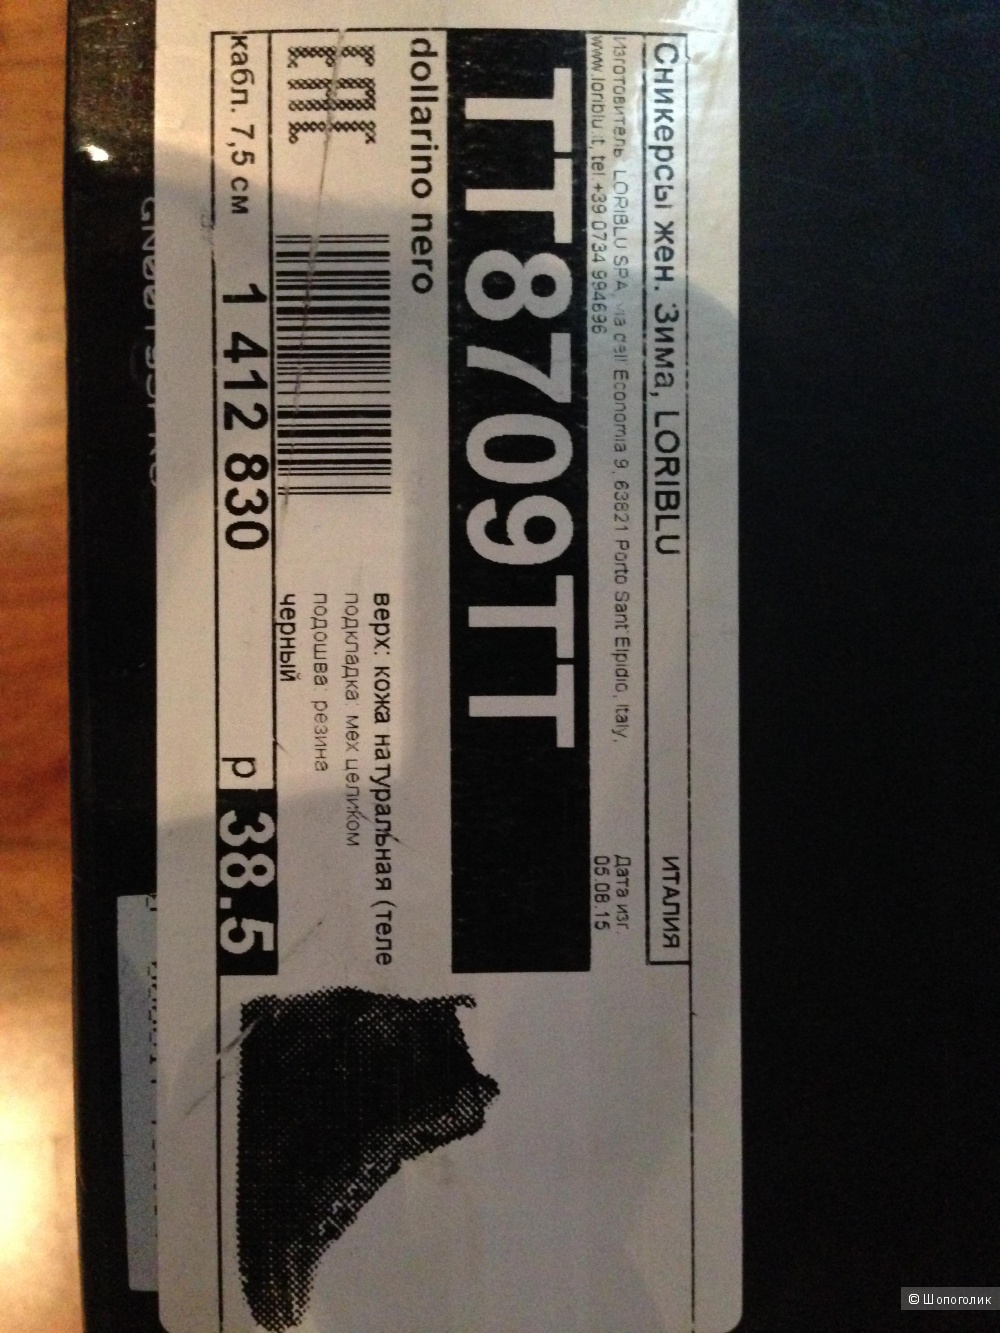 Сникерсы жен. Зима, LORIBLU
ИТАЛИЯ
Изготовитель: LORIBLU SPA, via dell Economia 9, 63821 Porto Sant Elpidio, Italy,
www.loriblu.it, tel +39 0734 994696
Дата изг.
05.08.15
TT8709TT
dollarino nero
EAC
верх: кожа натуральная (теле
подкладка: мех целиком
подошва: резина
черный
кабл. 7,5 см
1 412 830
р 38.5
© Шопоголик